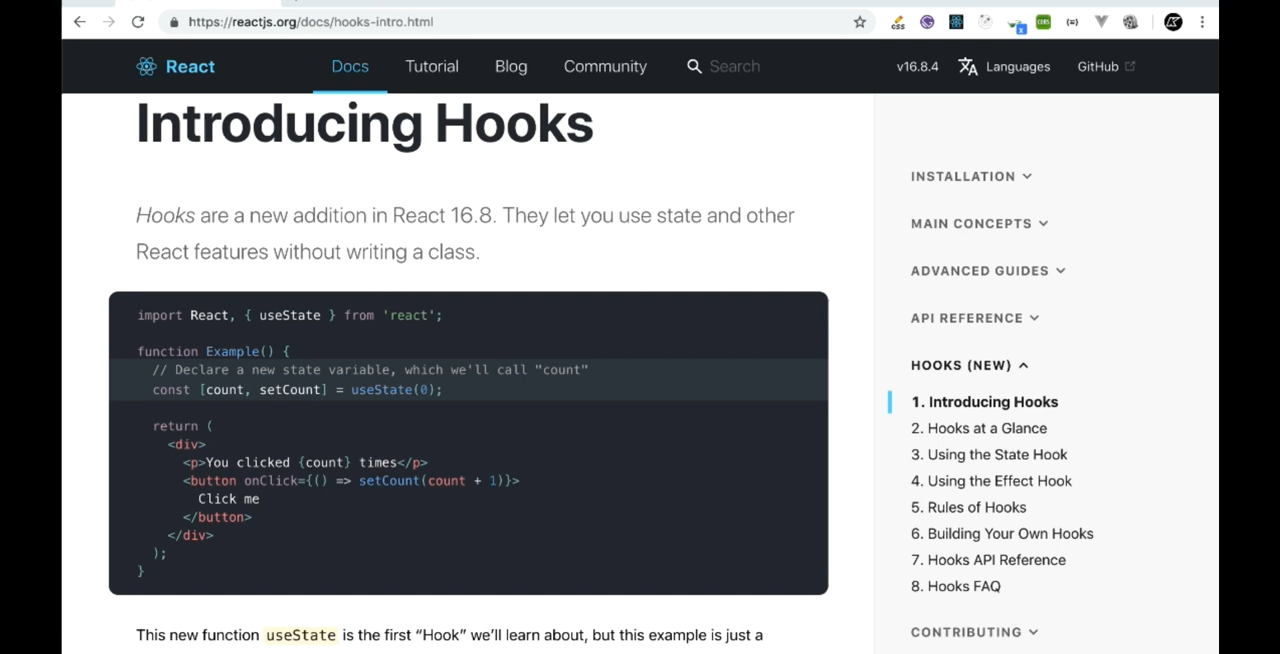 https://reactjs.org/docs/hooks-intro.html
CSS
CORS
React
Docs
Tutorial
Blog
Community
Search
v16.8.4
Languages
GitHub
Introducing Hooks
Hooks are a new addition in React 16.8. They let you use state and other
React features without writing a class.
import React, { useState } from 'react';
function Example() {
// Declare a new state variable, which we'll call "count"
const [count, setCount] = useState(0);
return (
<div>
<p>You clicked {count} times</p>
<button onClick={() => setCount(count + 1)}>
Click me
</button>
</div>
);
}
This new function useState is the first “Hook” we’ll learn about, but this example is just a
INSTALLATION
MAIN CONCEPTS
ADVANCED GUIDES
API REFERENCE
HOOKS (NEW)
1. Introducing Hooks
2. Hooks at a Glance
3. Using the State Hook
4. Using the Effect Hook
5. Rules of Hooks
6. Building Your Own Hooks
7. Hooks API Reference
8. Hooks FAQ
CONTRIBUTING